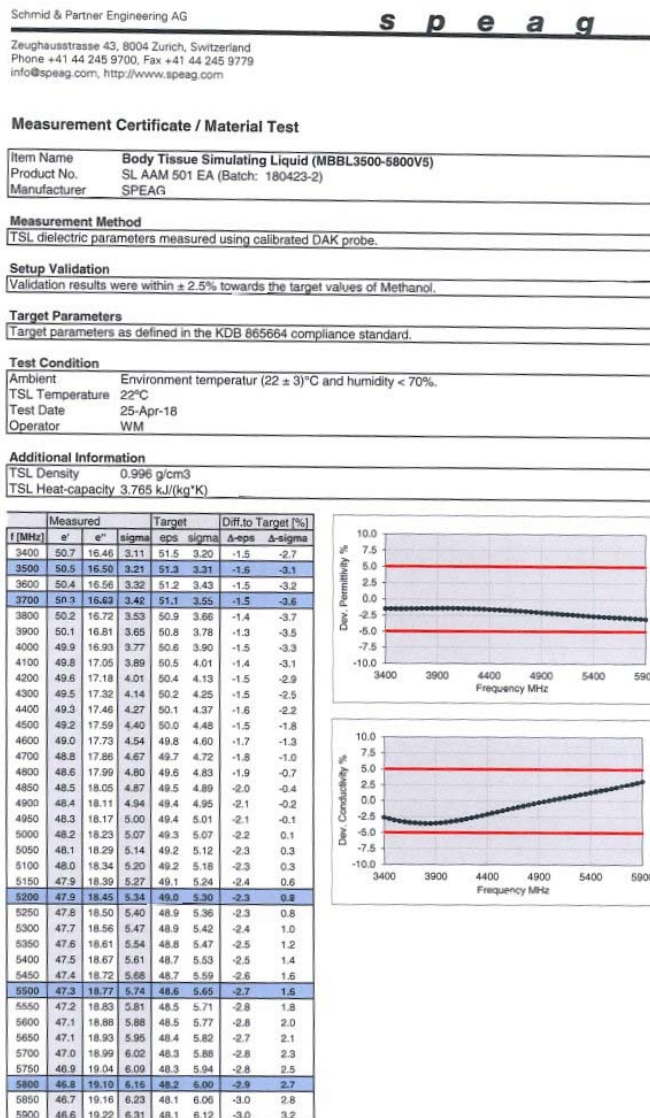 Schmid & Partner Engineering AG
s p e a g
Zeughausstrasse 43, 8004 Zurich, Switzerland
Phone +41 44 245 9700, Fax +41 44 245 9779
info@speag.com, http://www.speag.com
Measurement Certificate / Material Test
Item Name Body Tissue Simulating Liquid (MBBL3500-5800V5)
Product No. SL AAM 501 EA (Batch: 180423-2)
Manufacturer SPEAG
Measurement Method
TSL dielectric parameters measured using calibrated DAK probe.
Setup Validation
Validation results were within ± 2.5% towards the target values of Methanol.
Target Parameters
Target parameters as defined in the KDB 865664 compliance standard.
Test Condition
Ambient Environment temperatur (22 ± 3)°C and humidity < 70%.
TSL Temperature 22°C
Test Date 25-Apr-18
Operator WM
Additional Information
TSL Density 0.996 g/cm3
TSL Heat-capacity 3.765 kJ/(kg*K)
Measured Target Diff.to Target [%]
f [MHz] e' e" sigma eps sigma Δ-eps Δ-sigma
3400 50.7 16.46 3.11 51.5 3.20 -1.5 -2.7
3500 50.5 16.50 3.21 51.3 3.31 -1.6 -3.1
3600 50.4 16.56 3.32 51.2 3.43 -1.5 -3.2
3700 50.3 16.63 3.42 51.1 3.55 -1.5 -3.6
3800 50.2 16.72 3.53 50.9 3.66 -1.4 -3.7
3900 50.1 16.81 3.65 50.8 3.78 -1.3 -3.5
4000 49.9 16.93 3.77 50.6 3.90 -1.5 -3.3
4100 49.8 17.05 3.89 50.5 4.01 -1.4 -3.1
4200 49.6 17.18 4.01 50.4 4.13 -1.5 -2.9
4300 49.5 17.32 4.14 50.2 4.25 -1.5 -2.5
4400 49.3 17.46 4.27 50.1 4.37 -1.6 -2.2
4500 49.2 17.59 4.40 50.0 4.48 -1.5 -1.8
4600 49.0 17.73 4.54 49.8 4.60 -1.7 -1.3
4700 48.8 17.86 4.67 49.7 4.72 -1.8 -1.0
4800 48.6 17.99 4.80 49.6 4.83 -1.9 -0.7
4850 48.5 18.05 4.87 49.5 4.89 -2.0 -0.4
4900 48.4 18.11 4.94 49.4 4.95 -2.1 -0.2
4950 48.3 18.17 5.00 49.4 5.01 -2.1 -0.1
5000 48.2 18.23 5.07 49.3 5.07 -2.2 0.1
5050 48.1 18.29 5.14 49.2 5.12 -2.3 0.3
5100 48.0 18.34 5.20 49.2 5.18 -2.3 0.3
5150 47.9 18.39 5.27 49.1 5.24 -2.4 0.6
5200 47.9 18.45 5.34 49.0 5.30 -2.3 0.8
5250 47.8 18.50 5.40 48.9 5.36 -2.3 0.8
5300 47.7 18.56 5.47 48.9 5.42 -2.4 1.0
5350 47.6 18.61 5.54 48.8 5.47 -2.5 1.2
5400 47.5 18.67 5.61 48.7 5.53 -2.5 1.4
5450 47.4 18.72 5.68 48.7 5.59 -2.6 1.6
5500 47.3 18.77 5.74 48.6 5.65 -2.7 1.6
5550 47.2 18.83 5.81 48.5 5.71 -2.8 1.8
5600 47.1 18.88 5.88 48.5 5.77 -2.8 2.0
5650 47.1 18.93 5.95 48.4 5.82 -2.7 2.1
5700 47.0 18.99 6.02 48.3 5.88 -2.8 2.3
5750 46.9 19.04 6.09 48.3 5.94 -2.8 2.5
5800 46.8 19.10 6.16 48.2 6.00 -2.9 2.7
5850 46.7 19.16 6.23 48.1 6.06 -3.0 2.8
5900 46.6 19.22 6.31 48.1 6.12 -3.0 3.2
Dev. Permittivity %
10.0
7.5
5.0
2.5
0.0
-2.5
-5.0
-7.5
-10.0
3400 3900 4400 4900 5400 590
Frequency MHz
Dev. Conductivity %
10.0
7.5
5.0
2.5
0.0
-2.5
-5.0
-7.5
-10.0
3400 3900 4400 4900 5400 590
Frequency MHz